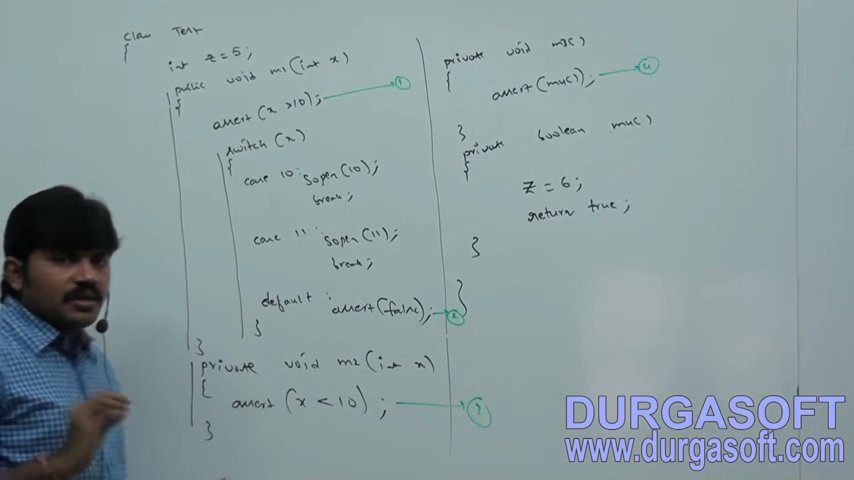 class Test
{
int z = 5;
public void m1(int x)
{
assert(x >10); 1
switch (x)
{
case 10: sopen(10);
break;
case 11: sopen(11);
break;
default : assert(false); 2
}
}
private void m2(int x)
{
assert (x < 10) ; 3
}
private void m3()
{
assert(m4()); 4
}
private boolean m4()
{
z = 6;
return true;
}
}
DURGASOFT
www.durgasoft.com